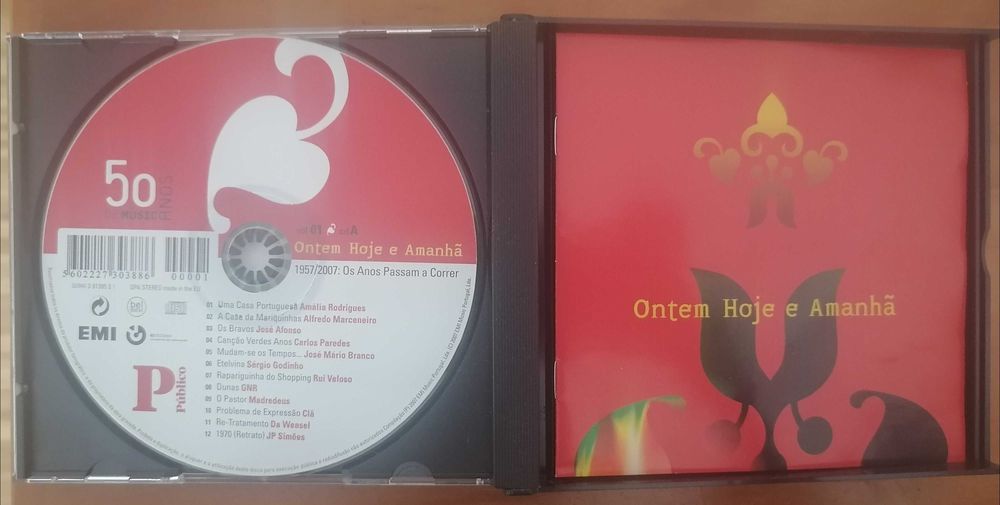 50
ANOS
DE MÚSICA
vol 01 cd A
Ontem Hoje e Amanhã
1957/2007: Os Anos Passam a Correr
5602227303886 00001
EMI
bel
P
Público
01 Uma Casa Portuguesa Amália Rodrigues
02 A Casa da Mariquinhas Alfredo Marceneiro
03 Os Bravos José Afonso
04 Canção Verdes Anos Carlos Paredes
05 Mudam-se os Tempos... José Mário Branco
06 Etelvina Sérgio Godinho
07 Rapariguinha do Shopping Rui Veloso
08 Dunas GNR
09 O Pastor Madredeus
10 Problema de Expressão Clã
11 Re-Tratamento Da Weasel
12 1970 (Retrato) JP Simões
Ontem Hoje e Amanhã